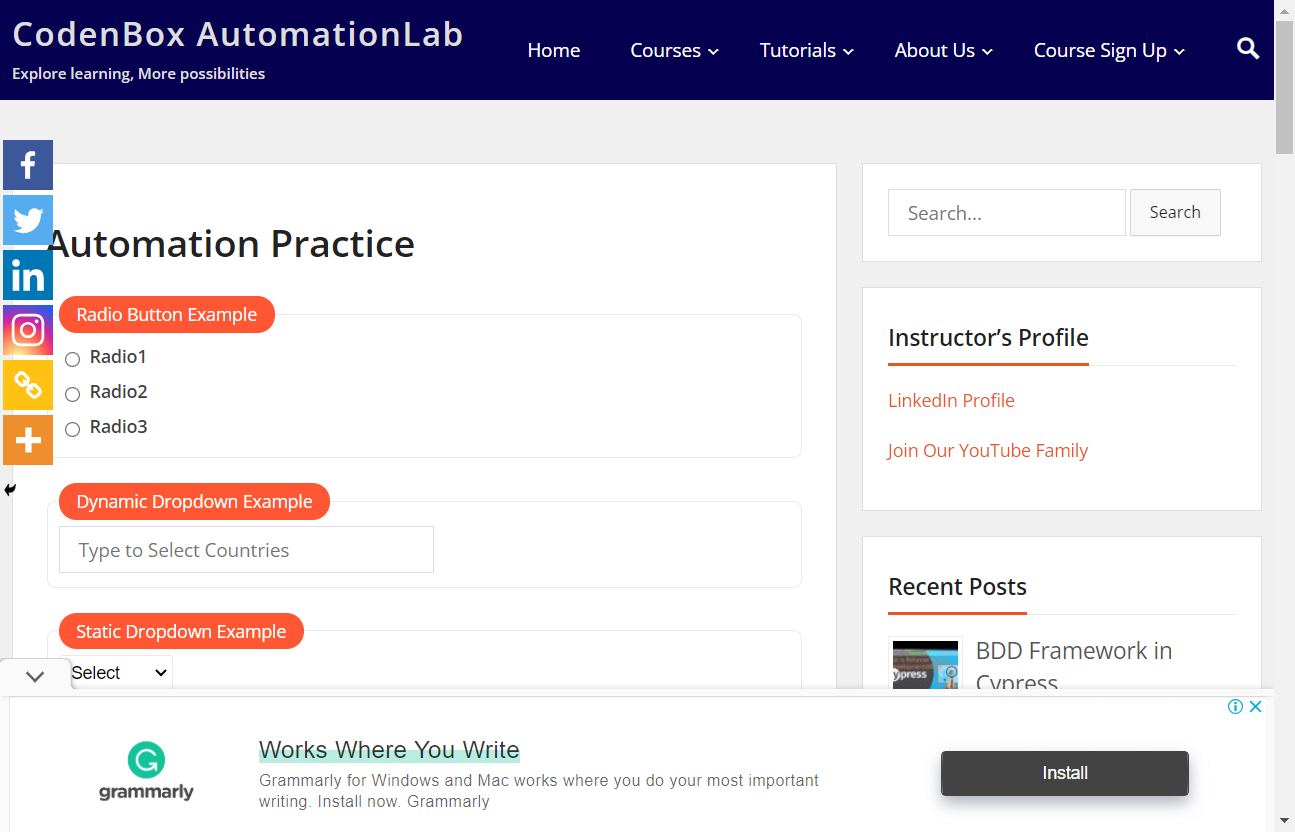 CodenBox AutomationLab
Explore learning, More possibilities
Home Courses Tutorials About Us Course Sign Up
Automation Practice
Radio Button Example
Radio1
Radio2
Radio3
Dynamic Dropdown Example
Type to Select Countries
Static Dropdown Example
Select
Search...
Search
Instructor’s Profile
LinkedIn Profile
Join Our YouTube Family
Recent Posts
BDD Framework in
Cypress
grammarly
Works Where You Write
Grammarly for Windows and Mac works where you do your most important
writing. Install now. Grammarly
Install